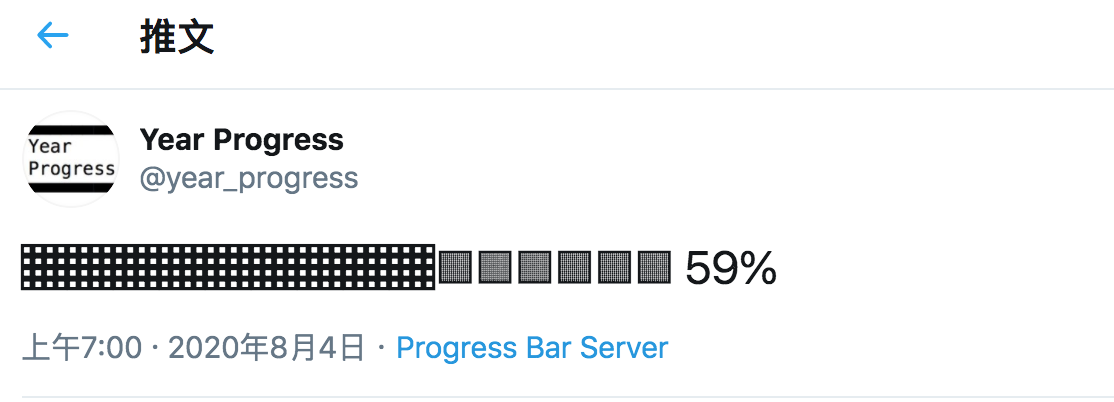 推文
Year
Progress
Year Progress
@year_progress
▓▓▓▓▓▓▓▓▓░░░░░░ 59%
上午7:00 · 2020年8月4日 · Progress Bar Server